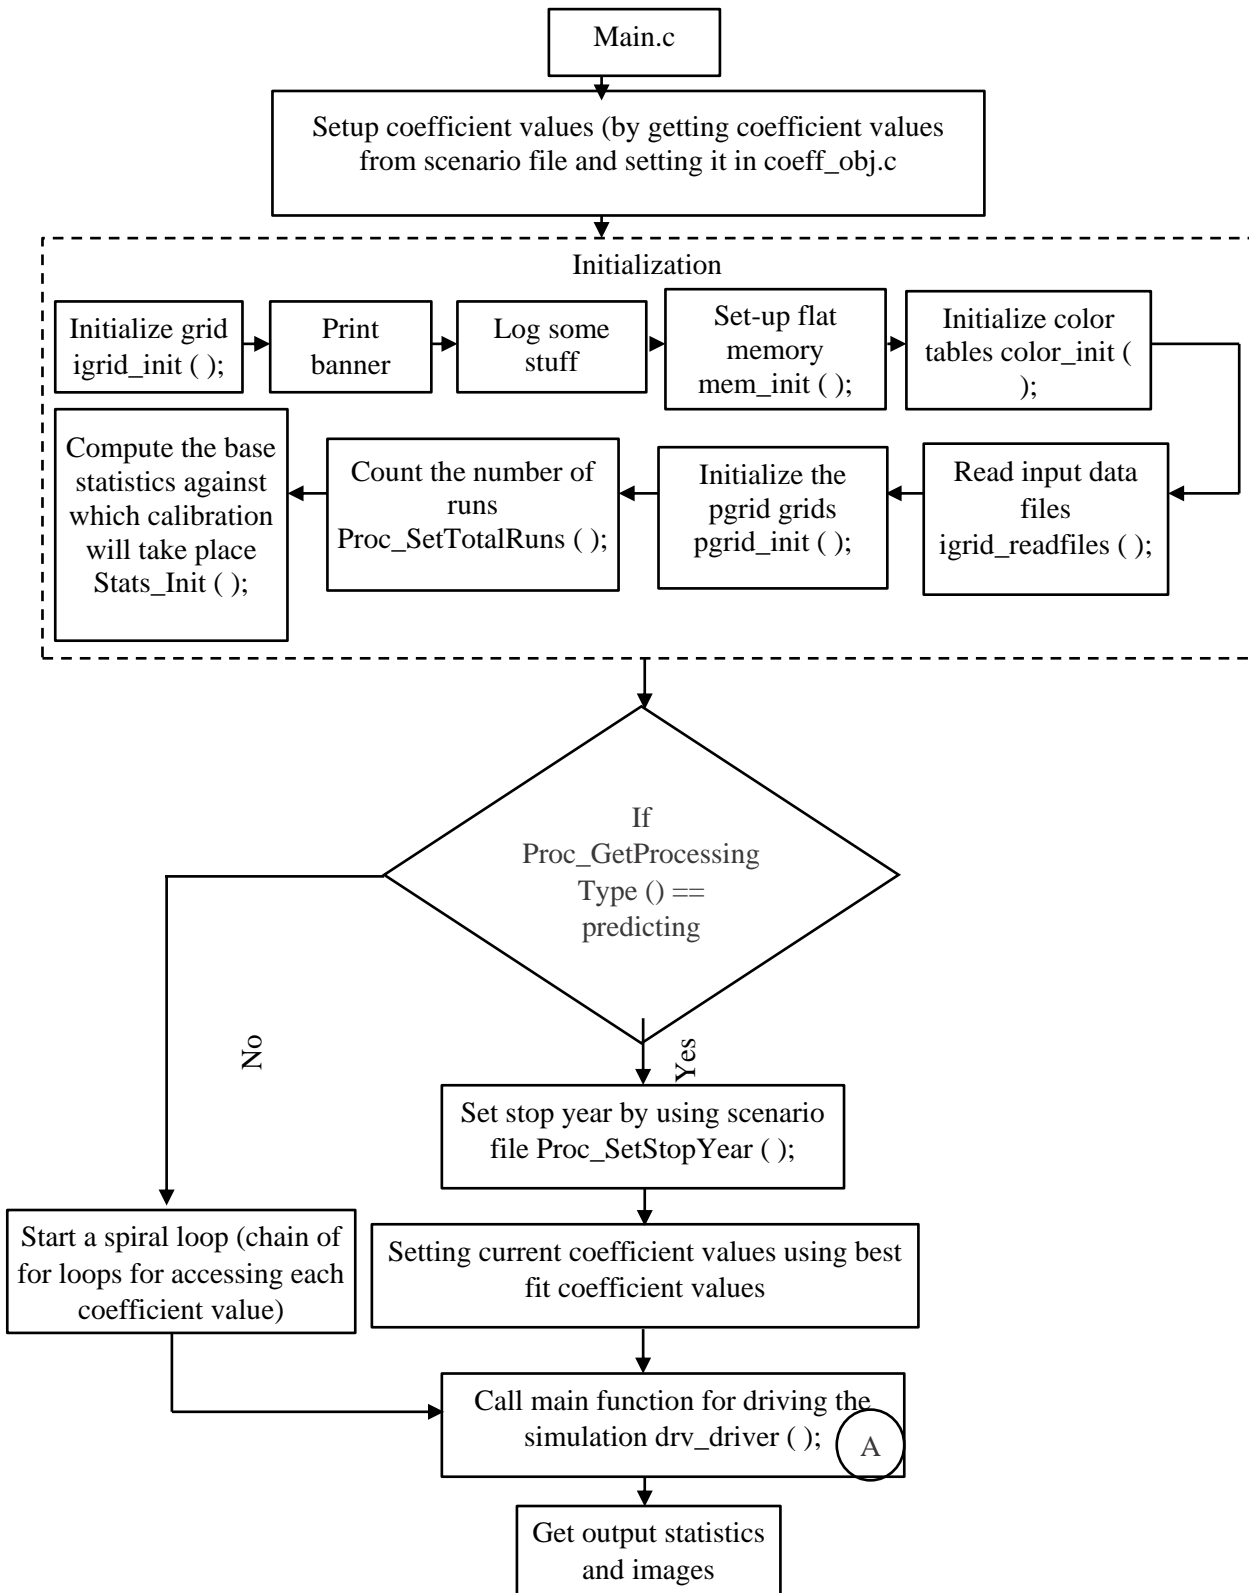 Main.c
Setup coefficient values (by getting coefficient values
from scenario file and setting it in coeff_obj.c
Initialization
Initialize grid
igrid_init ( );
Print
banner
Log some
stuff
Set-up flat
memory
mem_init ( );
Initialize color
tables color_init (
);
Read input data
files
igrid_readfiles ( );
Initialize the
pgrid grids
pgrid_init ( );
Count the number of
runs
Proc_SetTotalRuns ( );
Compute the base
statistics against
which calibration
will take place
Stats_Init ( );
If
Proc_GetProcessing
Type () ==
predicting
No
Yes
Set stop year by using scenario
file Proc_SetStopYear ( );
Start a spiral loop (chain of
for loops for accessing each
coefficient value)
Setting current coefficient values using best
fit coefficient values
Call main function for driving the
simulation drv_driver ( );
A
Get output statistics
and images